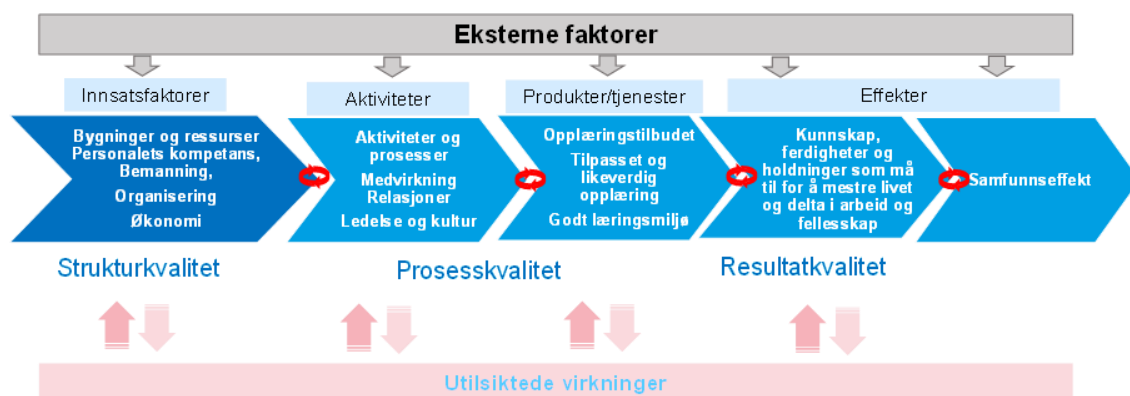 Eksterne faktorer
Innsatsfaktorer
Aktiviteter
Produkter/tjenester
Effekter
Bygninger og ressurser
Personalets kompetans,
Bemanning,
Organisering
Økonomi
Aktiviteter og
prosesser
Medvirkning
Relasjoner
Ledelse og kultur
Opplæringstilbudet
Tilpasset og
likeverdig
opplæring
Godt læringsmiljø
Kunnskap,
ferdigheter og
holdninger som må
til for å mestre livet
og delta i arbeid og
fellesskap
Samfunnseffekt
Strukturkvalitet
Prosesskvalitet
Resultatkvalitet
Utilsiktede virkninger